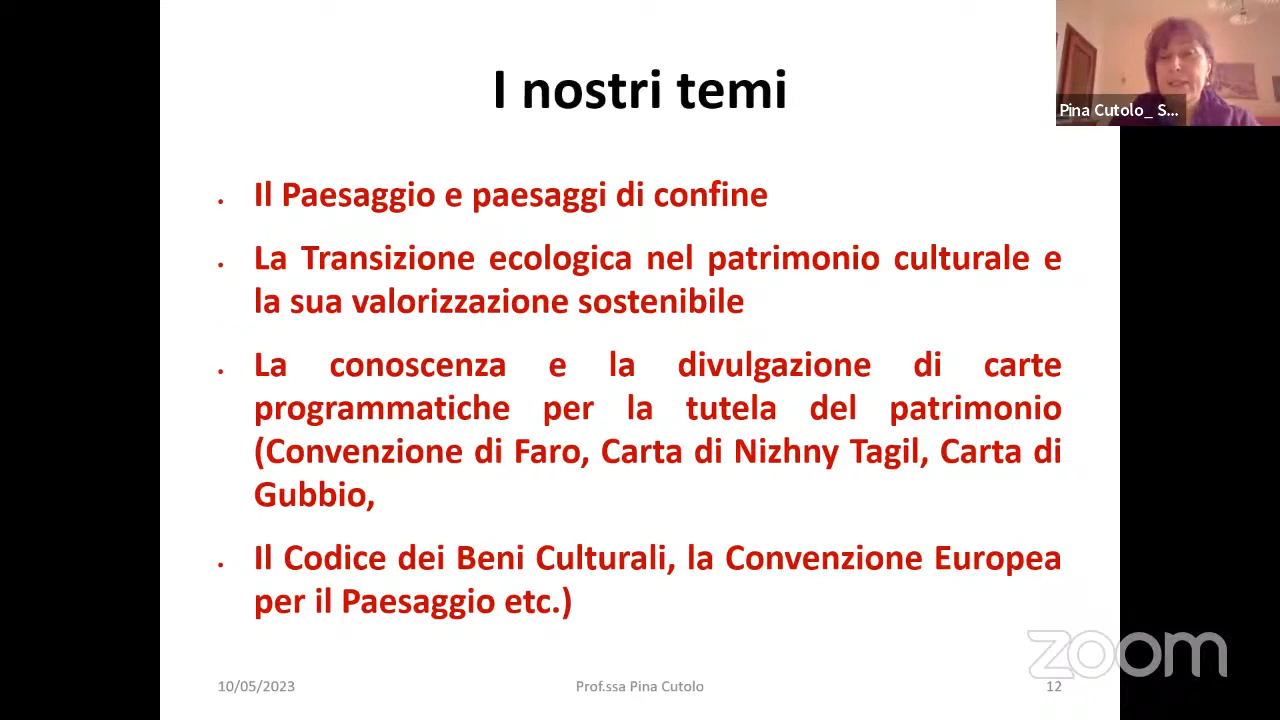 I nostri temi
Pina Cutolo_ S...
• Il Paesaggio e paesaggi di confine
• La Transizione ecologica nel patrimonio culturale e
la sua valorizzazione sostenibile
• La conoscenza e la divulgazione di carte
programmatiche per la tutela del patrimonio
(Convenzione di Faro, Carta di Nizhny Tagil, Carta di
Gubbio,
• Il Codice dei Beni Culturali, la Convenzione Europea
per il Paesaggio etc.)
zoom
10/05/2023
Prof.ssa Pina Cutolo
12